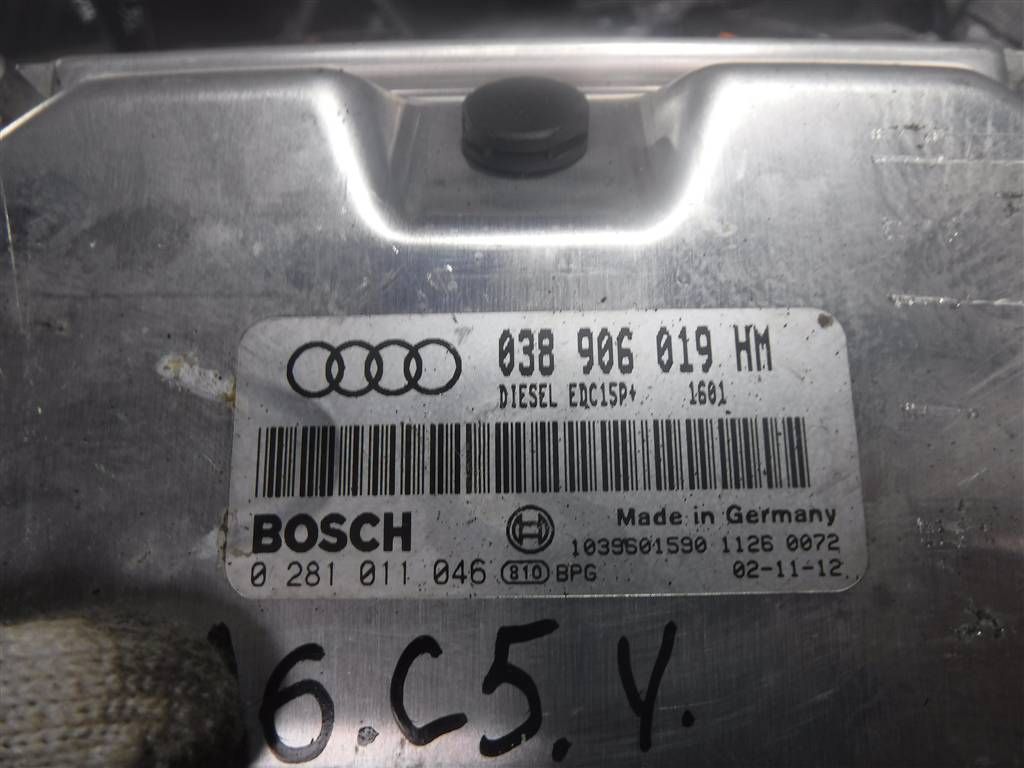 038 906 019 HM
DIESEL EDC15P+ 1601
BOSCH
Made in Germany
1039S01590 1126 0072
0 281 011 046 810 BPG 02-11-12
6.C5.Y.